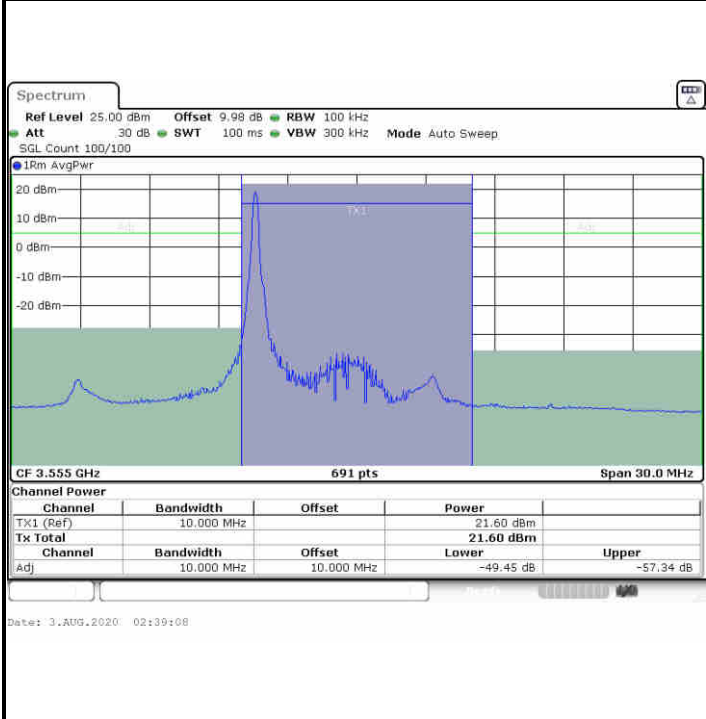 Spectrum
Ref Level 25.00 dBm Offset 9.98 dB RBW 100 kHz
Att 30 dB SWT 100 ms VBW 300 kHz Mode Auto Sweep
SGL Count 100/100
1Rm AvgPwr
20 dBm
TX1
10 dBm
Adj Adj
0 dBm
-10 dBm
-20 dBm
CF 3.555 GHz 691 pts Span 30.0 MHz
Channel Power
Channel Bandwidth Offset Power
TX1 (Ref) 10.000 MHz 21.60 dBm
Tx Total 21.60 dBm
Channel Bandwidth Offset Lower Upper
Adj 10.000 MHz 10.000 MHz -49.45 dB -57.34 dB
Date: 3.AUG.2020 02:39:08